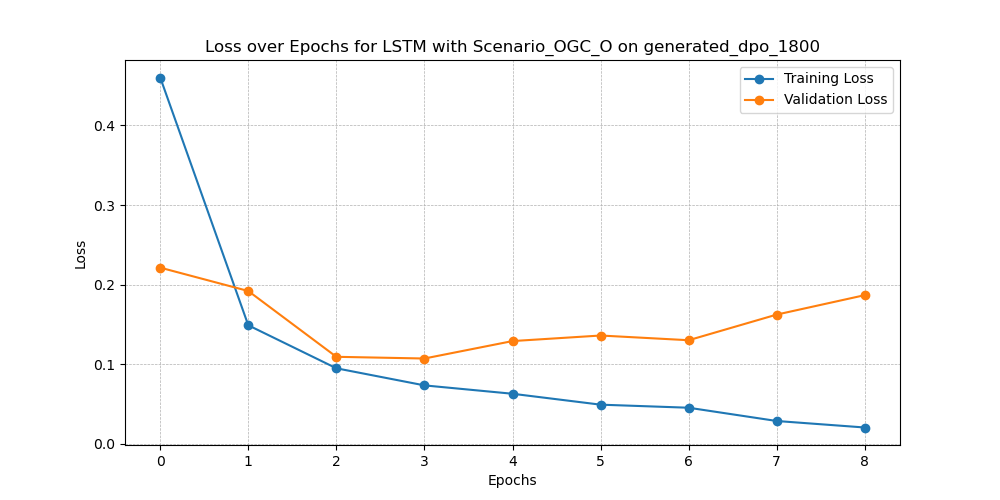 Loss over Epochs for LSTM with Scenario_OGC_O on generated_dpo_1800
Training Loss
Validation Loss
Loss
0.4
0.3
0.2
0.1
0.0
0 1 2 3 4 5 6 7 8
Epochs